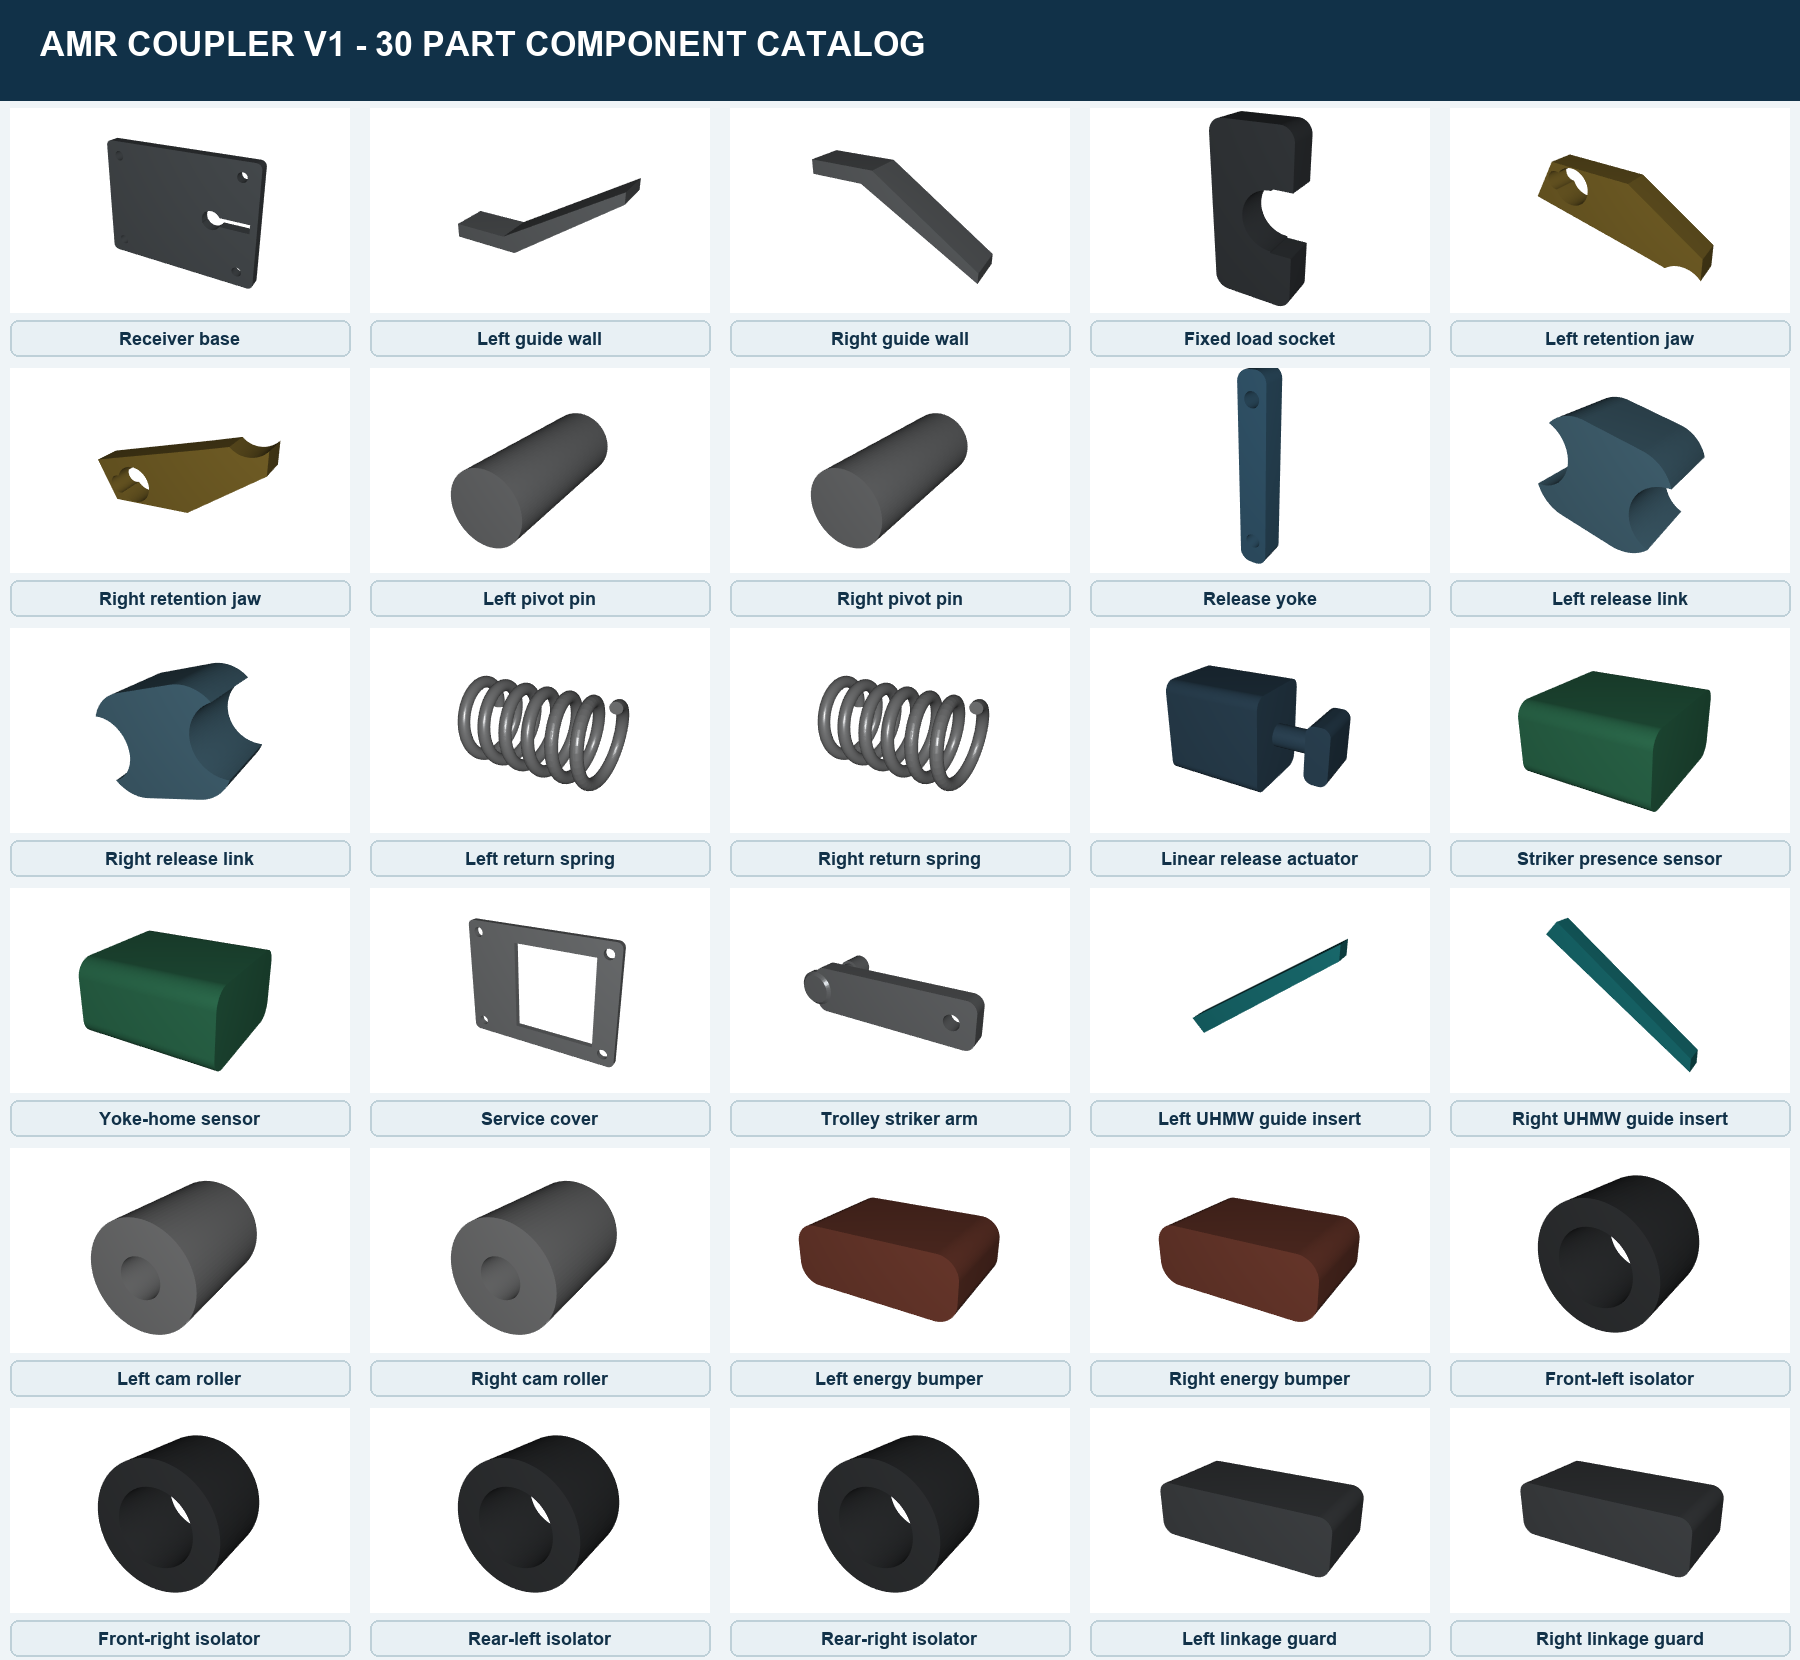 AMR COUPLER V1 - 30 PART COMPONENT CATALOG
Receiver base
Left guide wall
Right guide wall
Fixed load socket
Left retention jaw
Right retention jaw
Left pivot pin
Right pivot pin
Release yoke
Left release link
Right release link
Left return spring
Right return spring
Linear release actuator
Striker presence sensor
Yoke-home sensor
Service cover
Trolley striker arm
Left UHMW guide insert
Right UHMW guide insert
Left cam roller
Right cam roller
Left energy bumper
Right energy bumper
Front-left isolator
Front-right isolator
Rear-left isolator
Rear-right isolator
Left linkage guard
Right linkage guard